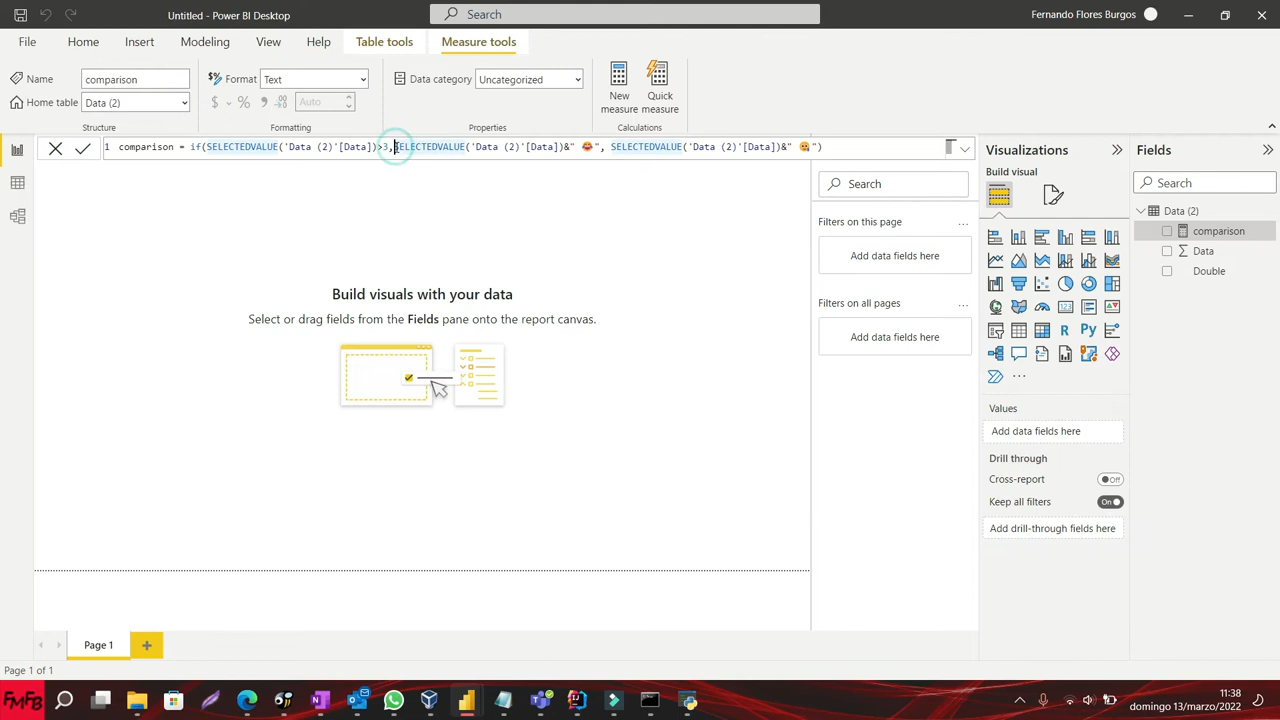 Untitled - Power BI Desktop
Search
Fernando Flores Burgos
File
Home
Insert
Modeling
View
Help
Table tools
Measure tools
Name
comparison
Format
Text
Data category
Uncategorized
New measure
Quick measure
Home table
Data (2)
$
%
Auto
Structure
Formatting
Properties
Calculations
1 comparison = if(SELECTEDVALUE('Data (2)'[Data])>3,SELECTEDVALUE('Data (2)'[Data])&" 😂", SELECTEDVALUE('Data (2)'[Data])&" 🤐")
Visualizations
Fields
Build visual
Search
Search
Filters on this page
...
Add data fields here
Filters on all pages
...
Add data fields here
Build visuals with your data
Select or drag fields from the Fields pane onto the report canvas.
Data (2)
comparison
Data
Double
123
R
Py
...
Values
Add data fields here
Drill through
Cross-report
Off
Keep all filters
On
Add drill-through fields here
Page 1
Page 1 of 1
FMFB
11:38
domingo 13/marzo/2022